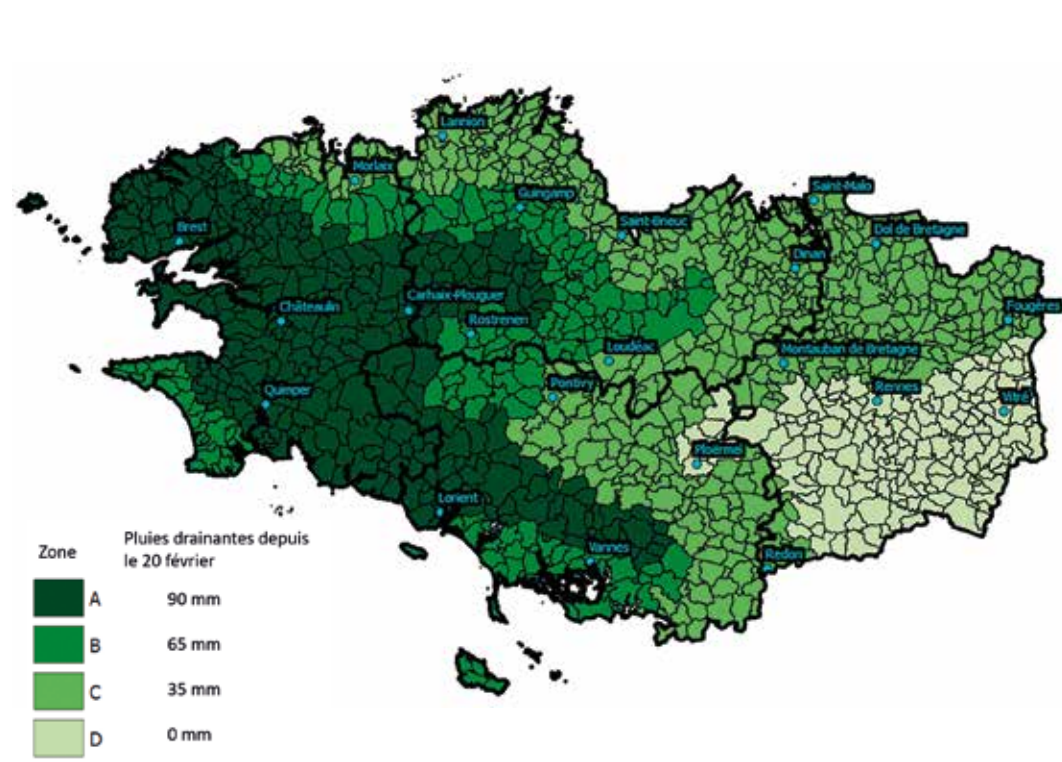 Lannion
Morlaix
Guingamp
Saint-Malo
Saint-Brieuc
Dol de Bretagne
Brest
Dinan
Châteaulin
Carhaix-Plouguer
Rostrenen
Fougères
Loudéac
Montauban de Bretagne
Quimper
Pontivy
Rennes
Vitré
Ploërmel
Lorient
Vannes
Redon
Zone
Pluies drainantes depuis
le 20 février
A 90 mm
B 65 mm
C 35 mm
D 0 mm